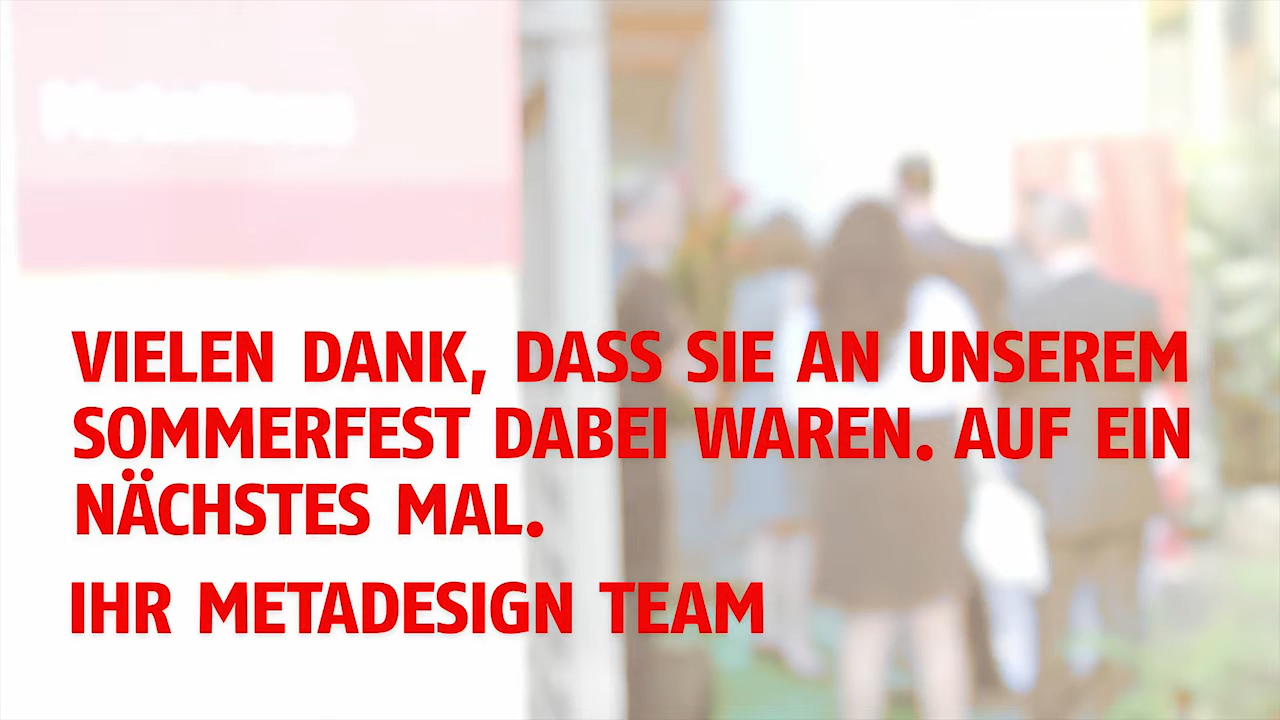 VIELEN DANK, DASS SIE AN UNSEREM
SOMMERFEST DABEI WAREN. AUF EIN
NÄCHSTES MAL.
IHR METADESIGN TEAM